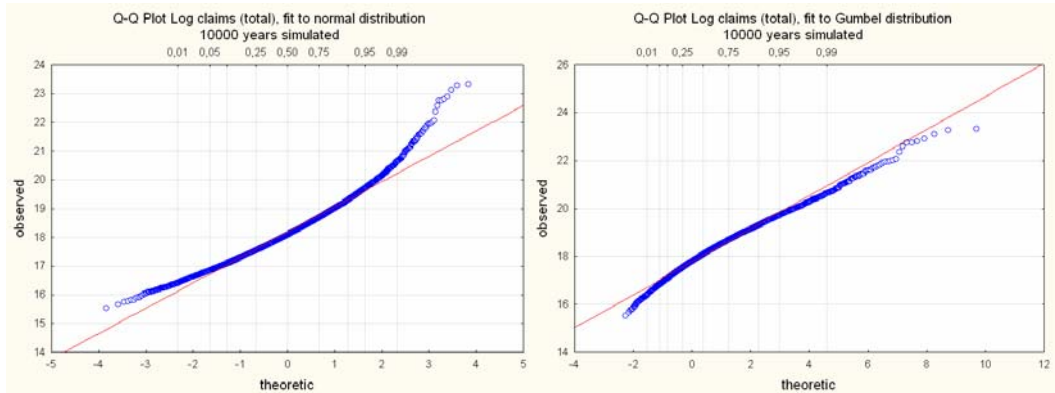 Q-Q Plot Log claims (total), fit to normal distribution
10000 years simulated
0,01 0,05 0,25 0,50 0,75 0,95 0,99
24
23
22
21
20
19
18
17
16
15
14
observed
-5 -4 -3 -2 -1 0 1 2 3 4 5
theoretic
Q-Q Plot Log claims (total), fit to Gumbel distribution
10000 years simulated
0,01 0,25 0,75 0,95 0,99
26
24
22
20
18
16
14
observed
-4 -2 0 2 4 6 8 10 12
theoretic